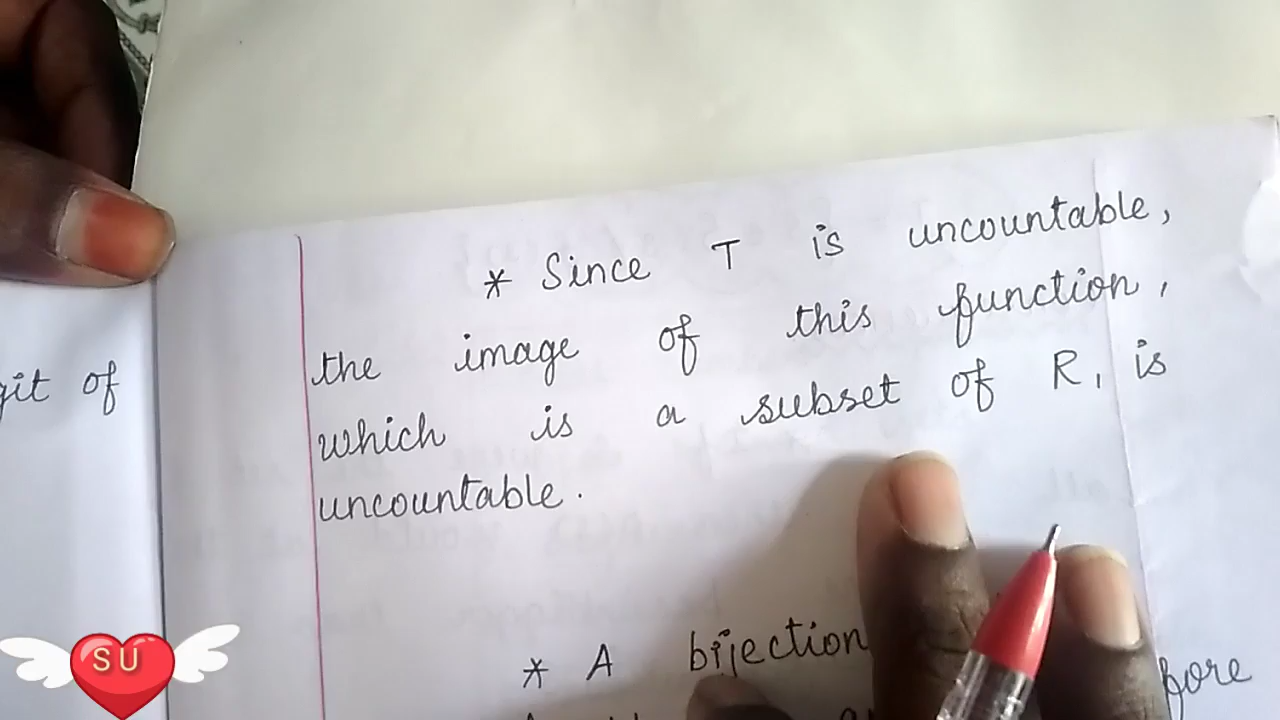 * Since T is uncountable,
the image of this function,
git of
which is a subset of R, is
uncountable.
* A bijection
fore
SU